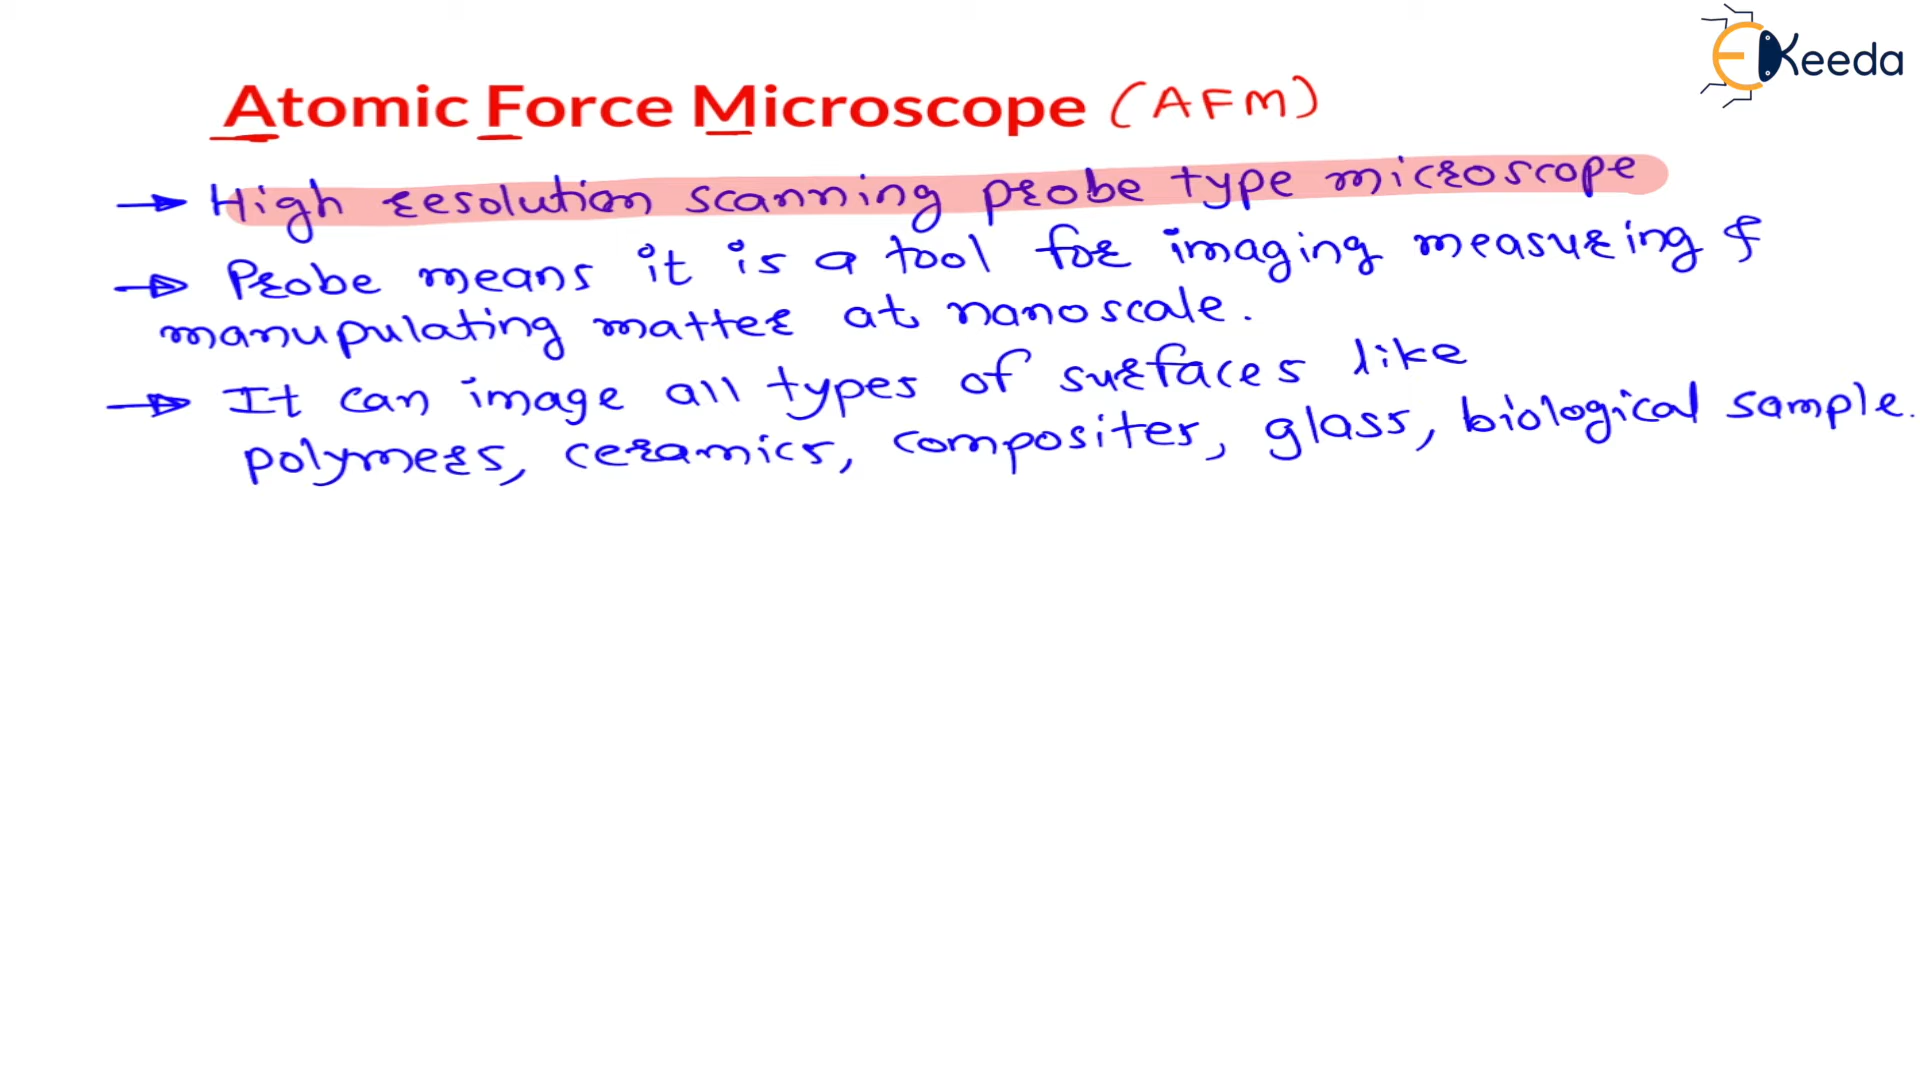 EKeeda
Atomic Force Microscope (AFM)
→ High resolution scanning probe type microscope
→ Probe means it is a tool for imaging measuring &
manupulating matter at nanoscale.
→ It can image all types of surfaces like
polymers, ceramics, composites, glass, biological sample.